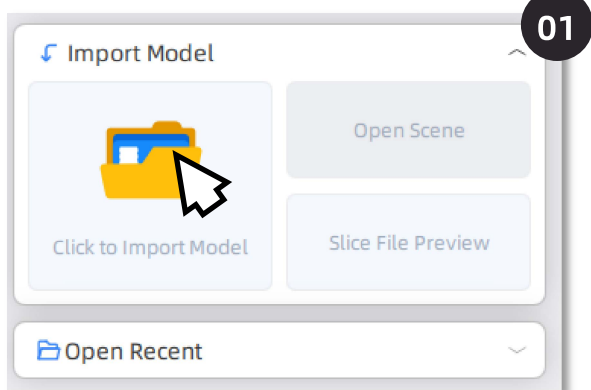 01
Import Model
Open Scene
Click to Import Model
Slice File Preview
Open Recent